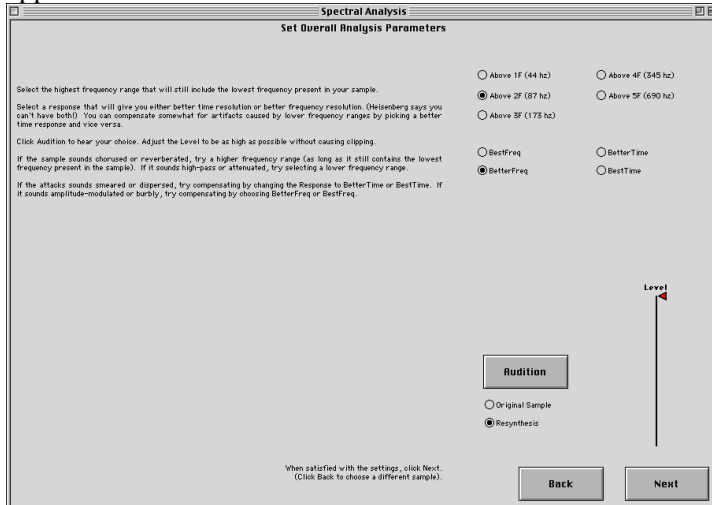 Spectral Analysis
Set Overall Analysis Parameters
Select the highest frequency range that will still include the lowest frequency present in your sample.
Select a response that will give you either better time resolution or better frequency resolution. (Heisenberg says you
can't have both!) You can compensate somewhat for artifacts caused by lower frequency ranges by picking a better
time response and vice versa.
Click Audition to hear your choice. Adjust the Level to be as high as possible without causing clipping.
If the sample sounds chorused or reverberated, try a higher frequency range (as long as it still contains the lowest
frequency present in the sample). If it sounds high-pass or attenuated, try selecting a lower frequency range.
If the attacks sounds smeared or dispersed, try compensating by changing the Response to BetterTime or BestTime. If
it sounds amplitude-modulated or burbly, try compensating by choosing BetterFreq or BestFreq.
Above 1F (44 hz)
Above 4F (345 hz)
Above 2F (87 hz)
Above 5F (690 hz)
Above 3F (173 hz)
BestFreq
BetterTime
BetterFreq
BestTime
Level
Audition
Original Sample
Resynthesis
When satisfied with the settings, click Next.
(Click Back to choose a different sample).
Back
Next